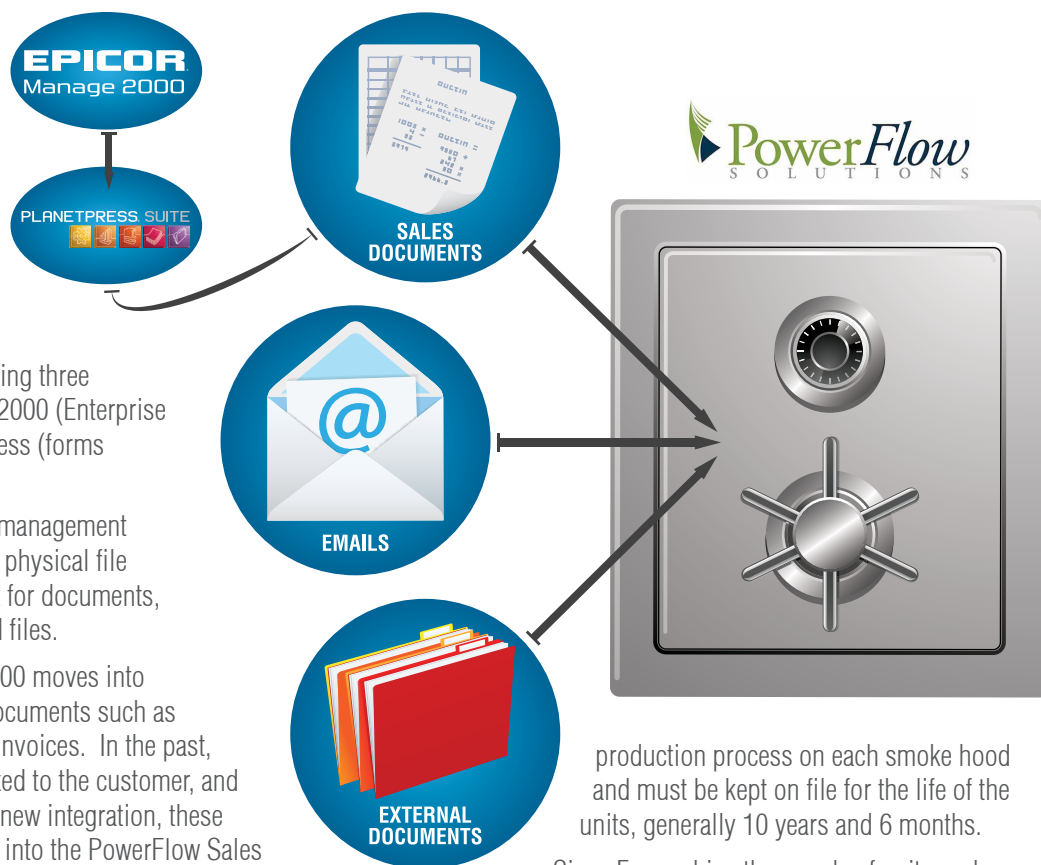 EPICOR
Manage 2000
PLANETPRESS SUITE
SALES
DOCUMENTS
EMAILS
EXTERNAL
DOCUMENTS
PowerFlow
SOLUTIONS
ing three
2000 (Enterprise
ess (forms
management
physical file
for documents,
files.
00 moves into
ocuments such as
nvoices. In the past,
ted to the customer, and
new integration, these
into the PowerFlow Sales
production process on each smoke hood
and must be kept on file for the life of the
units, generally 10 years and 6 months.